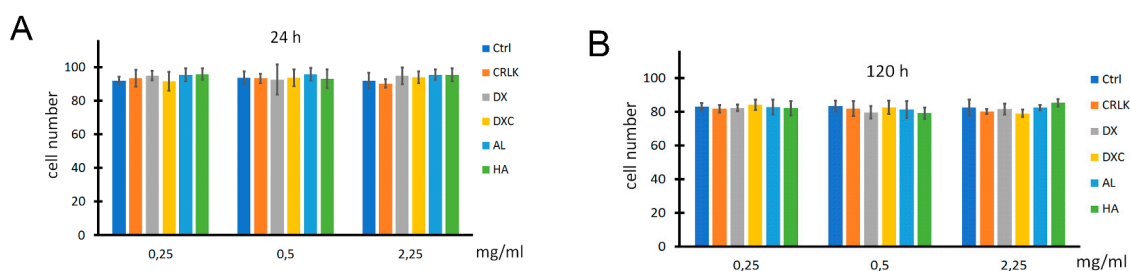 A
24 h
cell number
100
80
60
40
20
0
0,25
0,5
2,25
mg/ml
Ctrl
CRLK
DX
DXC
AL
HA
B
120 h
cell number
100
80
60
40
20
0
0,25
0,5
2,25
mg/ml
Ctrl
CRLK
DX
DXC
AL
HA